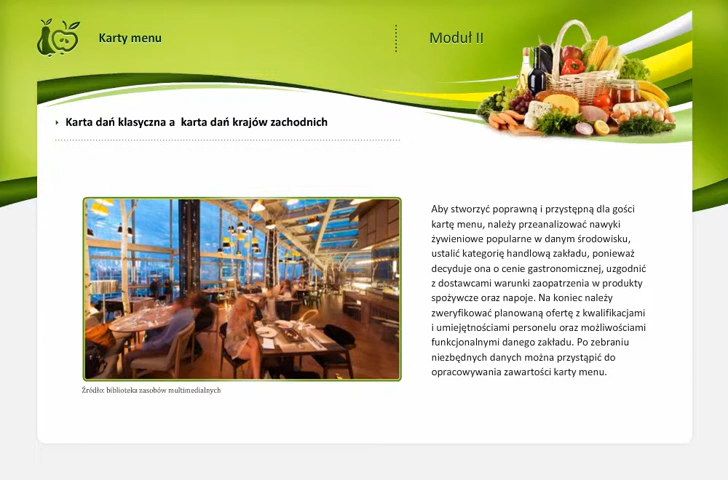 Karty menu
Moduł II
Karta dań klasyczna a karta dań krajów zachodnich
Aby stworzyć poprawną i przystępną dla gości
kartę menu, należy przeanalizować nawyki
żywieniowe popularne w danym środowisku,
ustalić kategorię handlową zakładu, ponieważ
decyduje ona o cenie gastronomicznej, uzgodnić
z dostawcami warunki zaopatrzenia w produkty
spożywcze oraz napoje. Na koniec należy
zweryfikować planowaną ofertę z kwalifikacjami
i umiejętnościami personelu oraz możliwościami
funkcjonalnymi danego zakładu. Po zebraniu
niezbędnych danych można przystąpić do
opracowywania zawartości karty menu.
Źródło: biblioteka zasobów multimedialnych